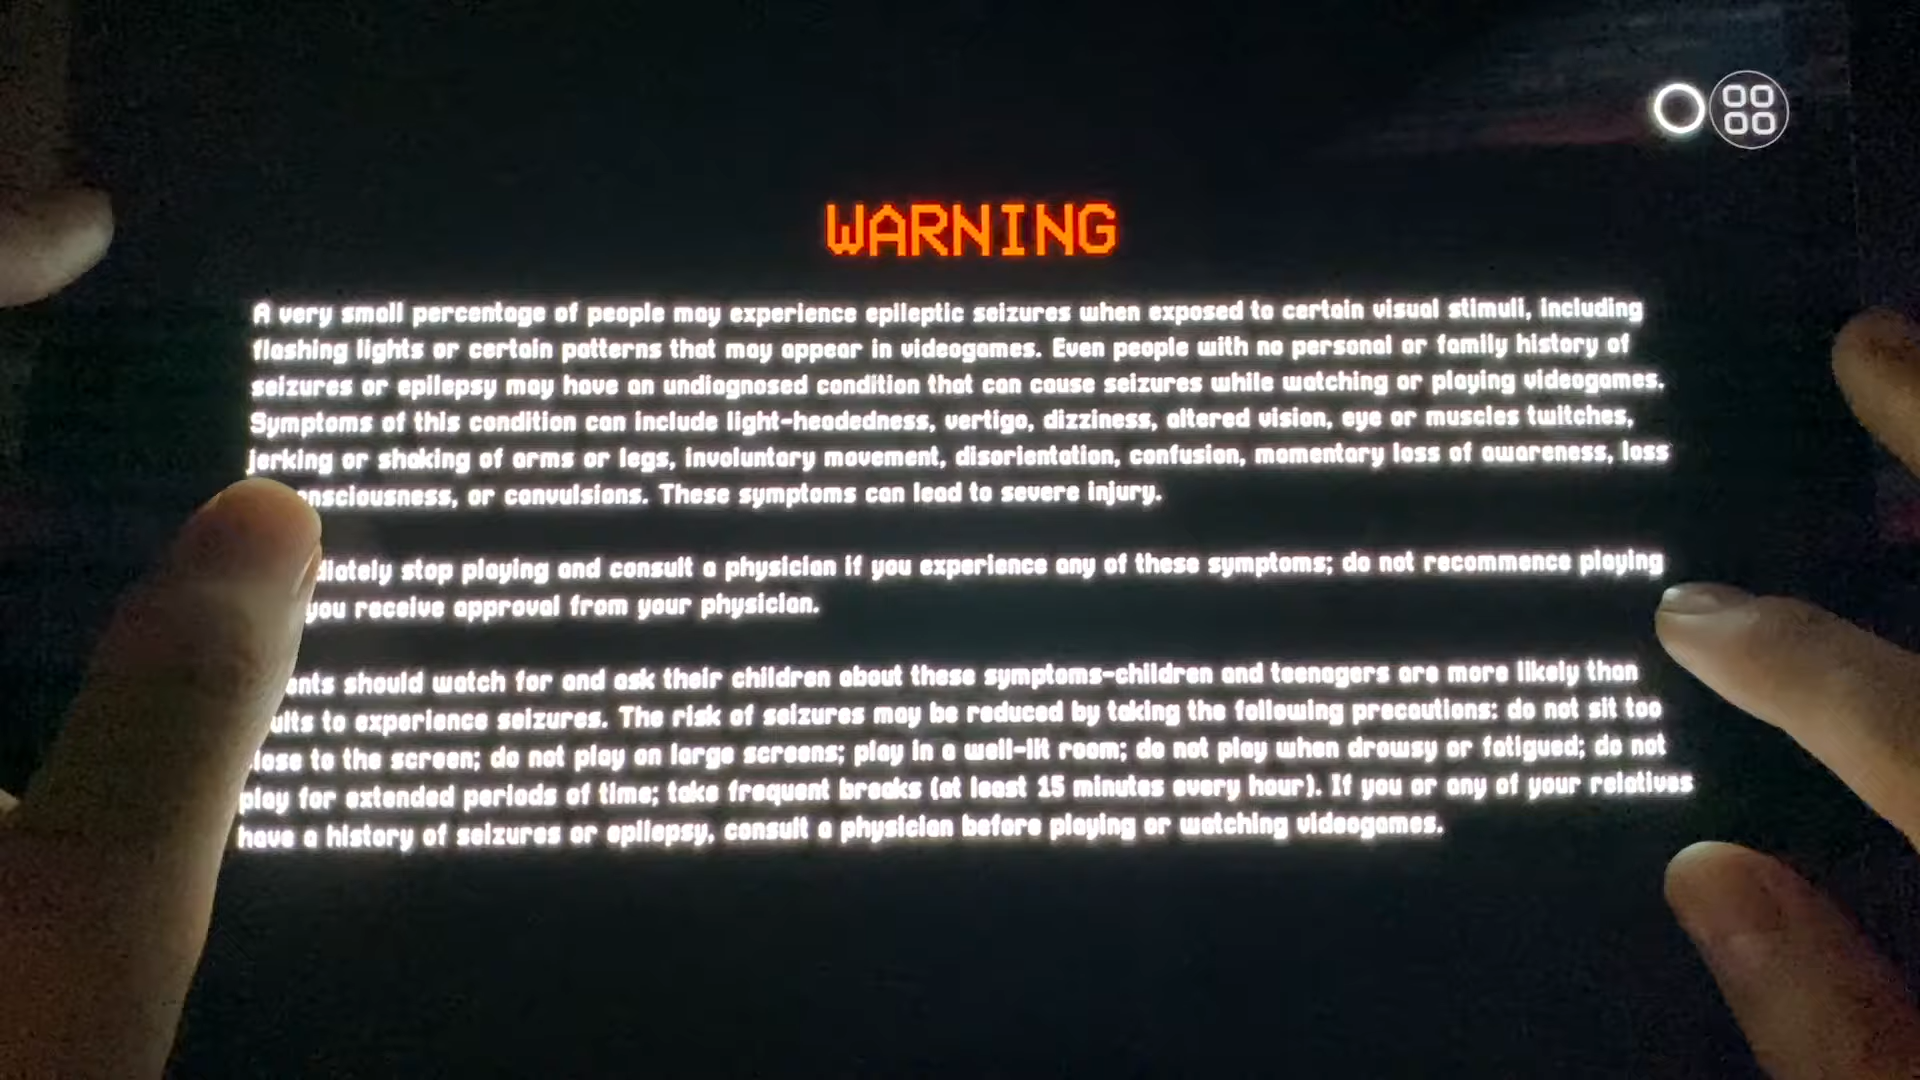 WARNING
A very small percentage of people may experience epileptic seizures when exposed to certain visual stimuli, including
flashing lights or certain patterns that may appear in videogames. Even people with no personal or family history of
seizures or epilepsy may have an undiagnosed condition that can cause seizures while watching or playing videogames.
Symptoms of this condition can include light-headedness, vertigo, dizziness, altered vision, eye or muscles twitches,
jerking or shaking of arms or legs, involuntary movement, disorientation, confusion, momentary loss of awareness, loss
nsciousness, or convulsions. These symptoms can lead to severe injury.
diately stop playing and consult a physician if you experience any of these symptoms; do not recommence playing
you receive approval from your physician.
ents should watch for and ask their children about these symptoms-children and teenagers are more likely than
ults to experience seizures. The risk of seizures may be reduced by taking the following precautions: do not sit too
lose to the screen; do not play on large screens; play in a well-lit room; do not play when drowsy or fatigued; do not
play for extended periods of time; take frequent breaks (at least 15 minutes every hour). If you or any of your relatives
have a history of seizures or epilepsy, consult a physician before playing or watching videogames.